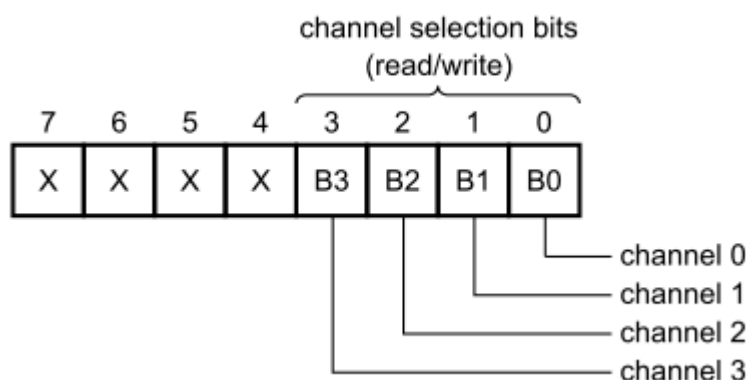 channel selection bits
(read/write)
7 6 5 4 3 2 1 0
X X X X B3 B2 B1 B0
channel 0
channel 1
channel 2
channel 3